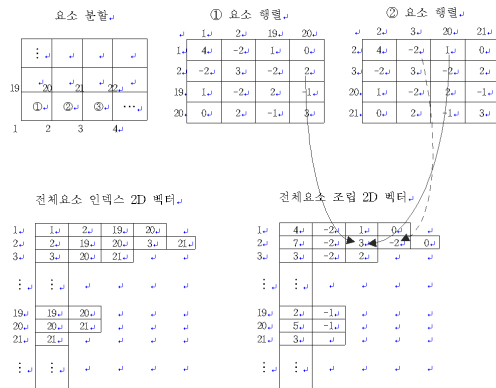 요소 분할
⋮
19 20 21 22
① ② ③ …
1 2 3 4
① 요소 행렬
1 2 19 20
1 4 -2 1 0
2 -2 3 -2 2
19 1 -2 2 -1
20 0 2 -1 3
② 요소 행렬
2 3 20 21
2 4 -2 1 0
3 -2 3 -2 2
20 1 -2 2 -1
21 0 2 -1 3
전체요소 인덱스 2D 벡터
1 1 2 19 20
2 2 19 20 3 21
3 3 20 21
⋮ ⋮
19 19 20
20 20 21
21 21
⋮ ⋮
전체요소 조립 2D 벡터
1 4 -2 1 0
2 7 -2 3 -2 0
3 3 -2 2
⋮ ⋮
19 2 -1
20 5 -1
21 3
⋮ ⋮